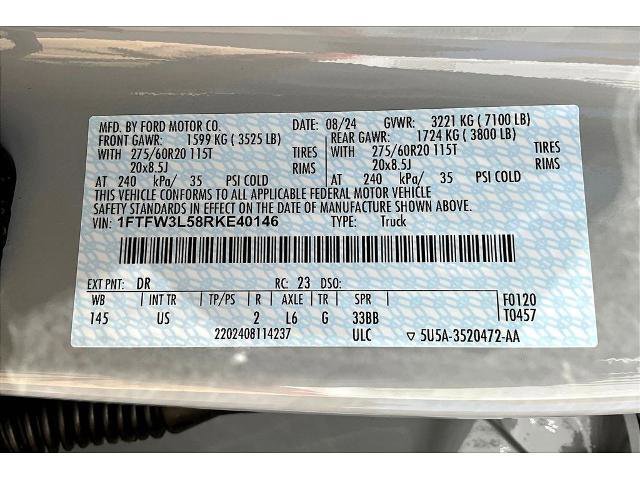 MFD. BY FORD MOTOR CO. DATE: 08/24 GVWR: 3221 KG ( 7100 LB)
FRONT GAWR: 1599 KG ( 3525 LB) REAR GAWR: 1724 KG ( 3800 LB)
WITH 275/60R20 115T TIRES WITH 275/60R20 115T TIRES
20x8.5J RIMS 20x8.5J RIMS
AT 240 kPa/ 35 PSI COLD AT 240 kPa/ 35 PSI COLD
THIS VEHICLE CONFORMS TO ALL APPLICABLE FEDERAL MOTOR VEHICLE
SAFETY STANDARDS IN EFFECT ON THE DATE OF MANUFACTURE SHOWN ABOVE.
VIN: 1FTFW3L58RKE40146 TYPE: Truck
EXT PNT: DR RC: 23 DSO:
WB INT TR TP/PS R AXLE TR SPR F0120
145 US 2 L6 G 33BB T0457
2202408114237 ULC ▽ 5U5A-3520472-AA